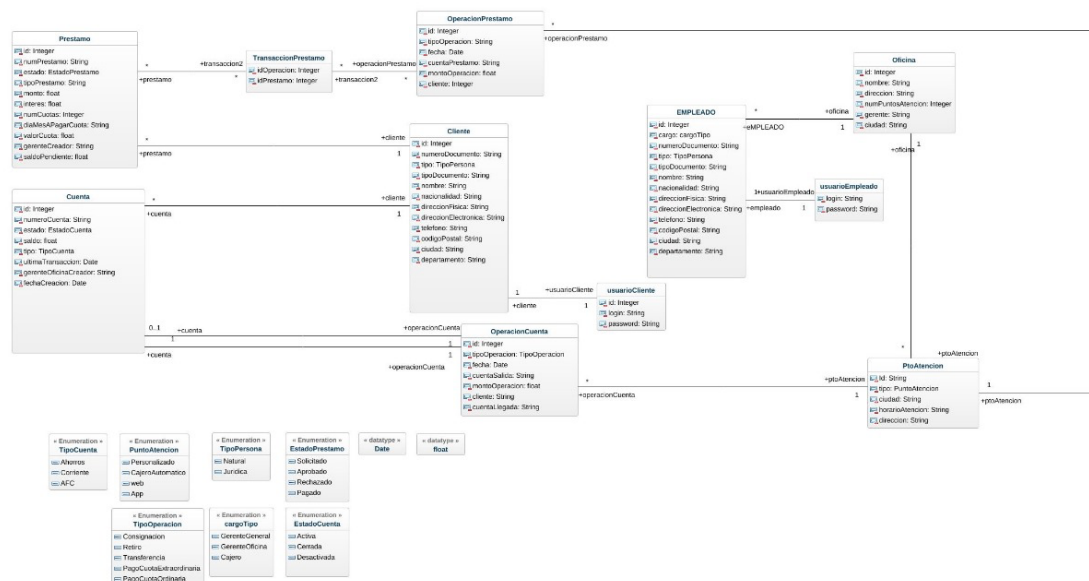 Prestamo
id: Integer
numPrestamo: String
estado: EstadoPrestamo
tipoPrestamo: String
monto: float
interes: float
numCuotas: Integer
diaMesAPagarCuota: String
valorCuota: float
gerenteCreador: String
saldoPendiente: float
*
+transaccion2
+prestamo
*
TransaccionPrestamo
idOperacion: Integer
idPrestamo: Integer
*
+operacionPrestamo
+transaccion2
*
OperacionPrestamo
id: Integer
tipoOperacion: String
fecha: Date
cuentaPrestamo: String
montoOperacion: float
cliente: Integer
*
+operacionPrestamo
*
+cliente
+prestamo
1
Cliente
id: Integer
numeroDocumento: String
tipo: TipoPersona
tipoDocumento: String
nombre: String
nacionalidad: String
direccionFisica: String
direccionElectronica: String
telefono: String
codigoPostal: String
ciudad: String
departamento: String
Cuenta
id: Integer
numeroCuenta: String
estado: EstadoCuenta
saldo: float
tipo: TipoCuenta
ultimaTransaccion: Date
gerenteOficinaCreador: String
fechaCreacion: Date
*
+cliente
+cuenta
1
EMPLEADO
id: Integer
cargo: cargoTipo
numeroDocumento: String
tipo: TipoPersona
tipoDocumento: String
nombre: String
nacionalidad: String
direccionFisica: String
direccionElectronica: String
telefono: String
codigoPostal: String
ciudad: String
departamento: String
*
+oficina
+eMPLEADO
1
Oficina
id: Integer
nombre: String
direccion: String
numPuntosAtencion: Integer
gerente: String
ciudad: String
1
+oficina
+usuarioEmpleado
+empleado
1
usuarioEmpleado
login: String
password: String
1
+usuarioCliente
+cliente
1
usuarioCliente
id: Integer
login: String
password: String
0..1
+cuenta
+operacionCuenta
1
1
+cuenta
1
+operacionCuenta
OperacionCuenta
id: Integer
tipoOperacion: TipoOperacion
fecha: Date
cuentaSalida: String
montoOperacion: float
cliente: String
cuentaLlegada: String
*
+ptoAtencion
+operacionCuenta
1
*
+ptoAtencion
PtoAtencion
Id: String
tipo: PuntoAtencion
ciudad: String
horarioAtencion: String
direccion: String
1
+ptoAtencion
« Enumeration »
TipoCuenta
Ahorros
Corriente
AFC
« Enumeration »
PuntoAtencion
Personalizado
CajeroAutomatico
web
App
« Enumeration »
TipoPersona
Natural
Juridica
« Enumeration »
EstadoPrestamo
Solicitado
Aprobado
Rechazado
Pagado
« datatype »
Date
« datatype »
float
« Enumeration »
TipoOperacion
Consignacion
Retiro
Transferencia
PagoCuotaExtraordinaria
PagoCuotaOrdinaria
« Enumeration »
cargoTipo
GerenteGeneral
GerenteOficina
Cajero
« Enumeration »
EstadoCuenta
Activa
Cerrada
Desactivada